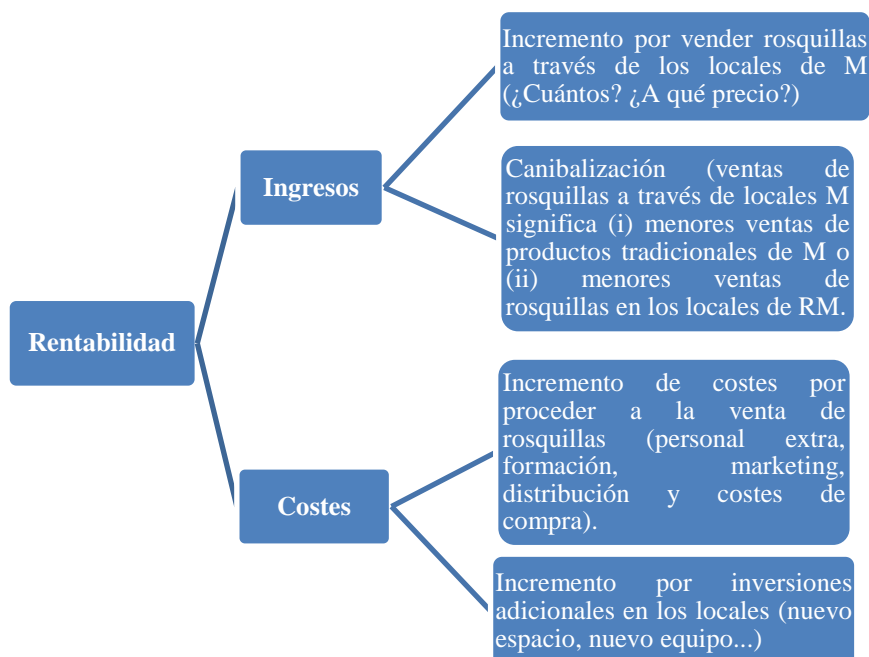 Incremento por vender rosquillas
a través de los locales de M
(¿Cuántos? ¿A qué precio?)
Ingresos
Canibalización (ventas de
rosquillas a través de locales M
significa (i) menores ventas de
productos tradicionales de M o
(ii) menores ventas de
rosquillas en los locales de RM.
Rentabilidad
Incremento de costes por
proceder a la venta de
rosquillas (personal extra,
formación, marketing,
distribución y costes de
compra).
Costes
Incremento por inversiones
adicionales en los locales (nuevo
espacio, nuevo equipo...)